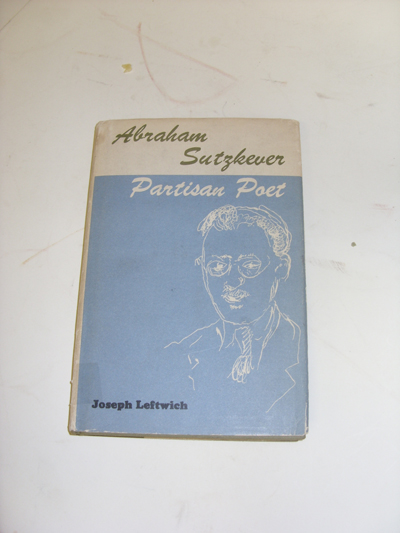 Abraham
Sutzkever
Partisan Poet
Joseph Leftwich